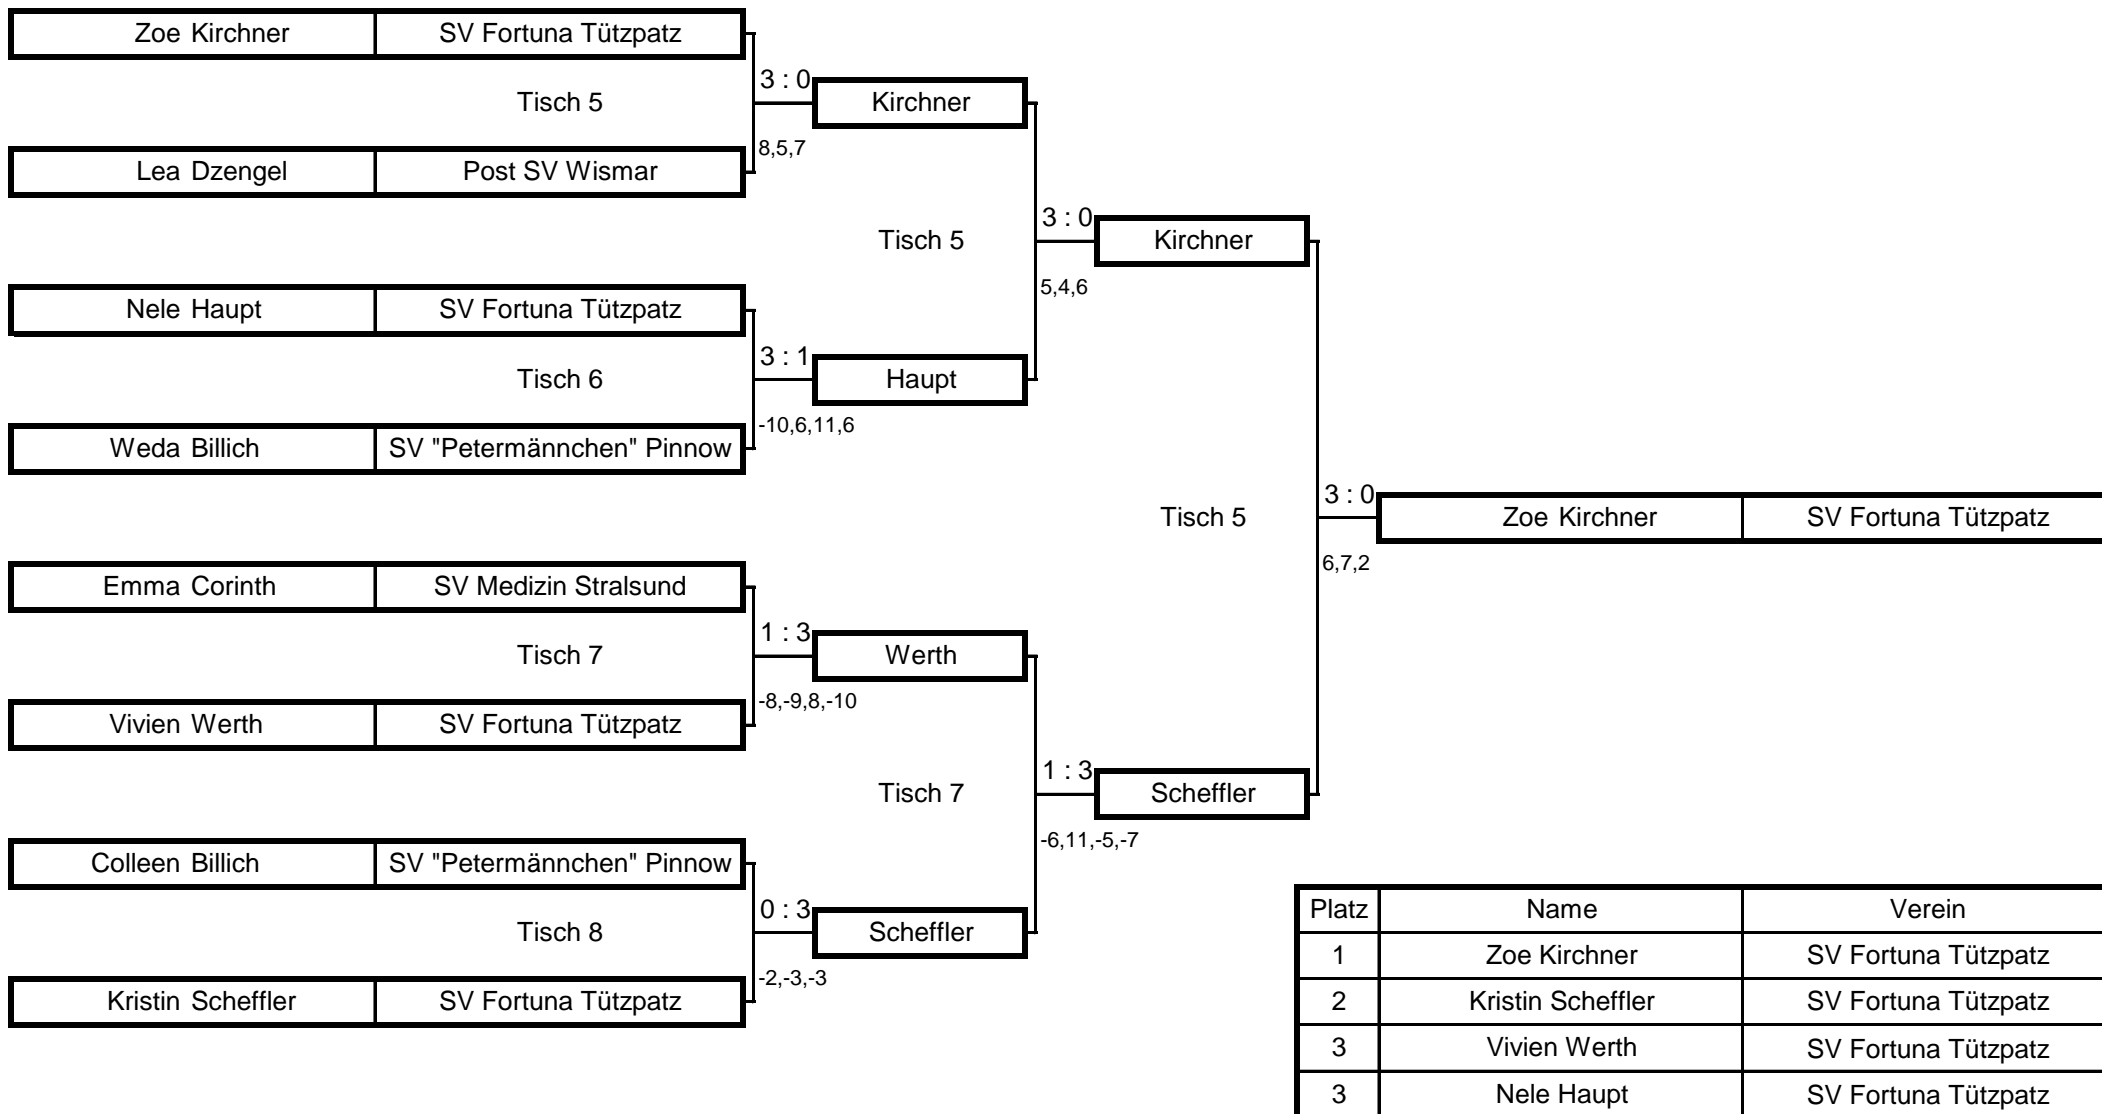 Zoe Kirchner SV Fortuna Tützpatz
3 : 0
Tisch 5 Kirchner
8,5,7
Lea Dzengel Post SV Wismar
3 : 0
Tisch 5 Kirchner
5,4,6
Nele Haupt SV Fortuna Tützpatz
3 : 1
Tisch 6 Haupt
-10,6,11,6
Weda Billich SV "Petermännchen" Pinnow
3 : 0
Tisch 5 Zoe Kirchner SV Fortuna Tützpatz
6,7,2
Emma Corinth SV Medizin Stralsund
1 : 3
Tisch 7 Werth
-8,-9,8,-10
Vivien Werth SV Fortuna Tützpatz
1 : 3
Tisch 7 Scheffler
-6,11,-5,-7
Colleen Billich SV "Petermännchen" Pinnow
0 : 3
Tisch 8 Scheffler
-2,-3,-3
Kristin Scheffler SV Fortuna Tützpatz
Platz Name Verein
1 Zoe Kirchner SV Fortuna Tützpatz
2 Kristin Scheffler SV Fortuna Tützpatz
3 Vivien Werth SV Fortuna Tützpatz
3 Nele Haupt SV Fortuna Tützpatz